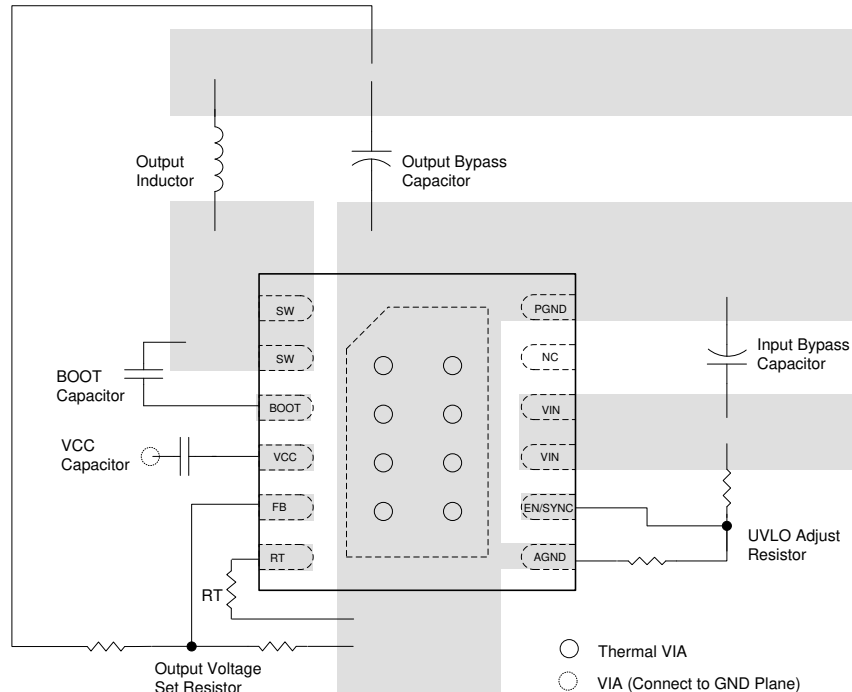 Output
Inductor
Output Bypass
Capacitor
SW
PGND
SW
NC
Input Bypass
Capacitor
BOOT
Capacitor
BOOT
VIN
VCC
Capacitor
VCC
VIN
FB
EN/SYNC
UVLO Adjust
Resistor
RT
AGND
RT
Output Voltage
Set Resistor
Thermal VIA
VIA (Connect to GND Plane)